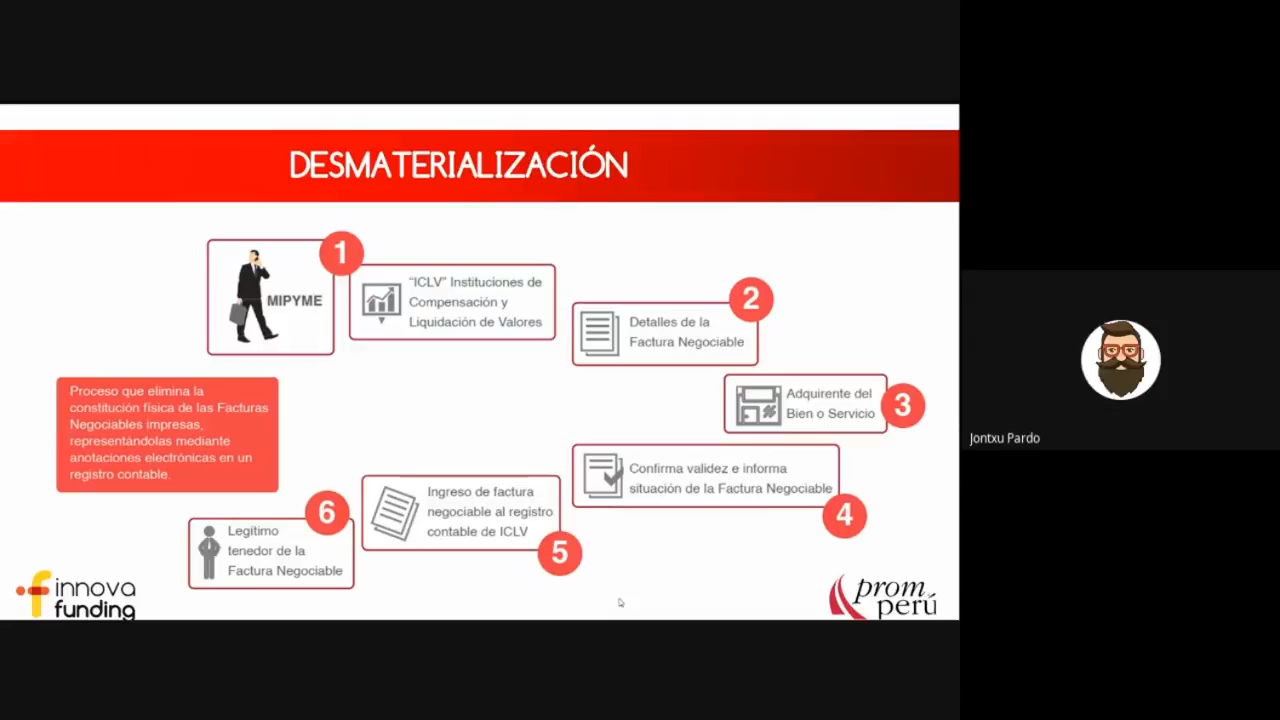 DESMATERIALIZACIÓN
1
MIPYME
“ICLV” Instituciones de
Compensación y
Liquidación de Valores
2
Detalles de la
Factura Negociable
Adquirente del
Bien o Servicio
3
Proceso que elimina la
constitución física de las Facturas
Negociables impresas,
representándolas mediante
anotaciones electrónicas en un
registro contable.
Confirma validez e informa
situación de la Factura Negociable
4
Ingreso de factura
negociable al registro
contable de ICLV
5
6
Legítimo
tenedor de la
Factura Negociable
innova
funding
prom
perú
Jontxu Pardo